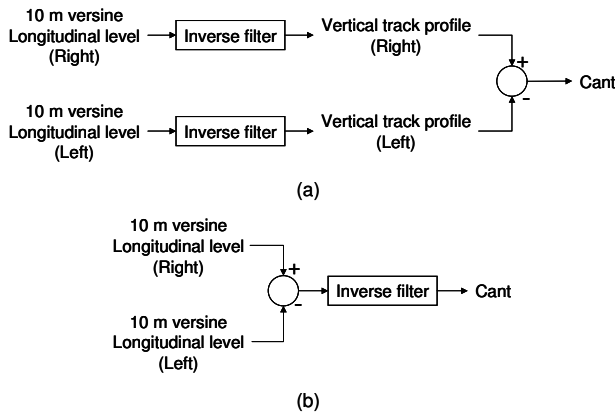 10 m versine
Longitudinal level
(Right)
Inverse filter
Vertical track profile
(Right)
+
-
Cant
10 m versine
Longitudinal level
(Left)
Inverse filter
Vertical track profile
(Left)
(a)
10 m versine
Longitudinal level
(Right)
+
-
Inverse filter
Cant
10 m versine
Longitudinal level
(Left)
(b)